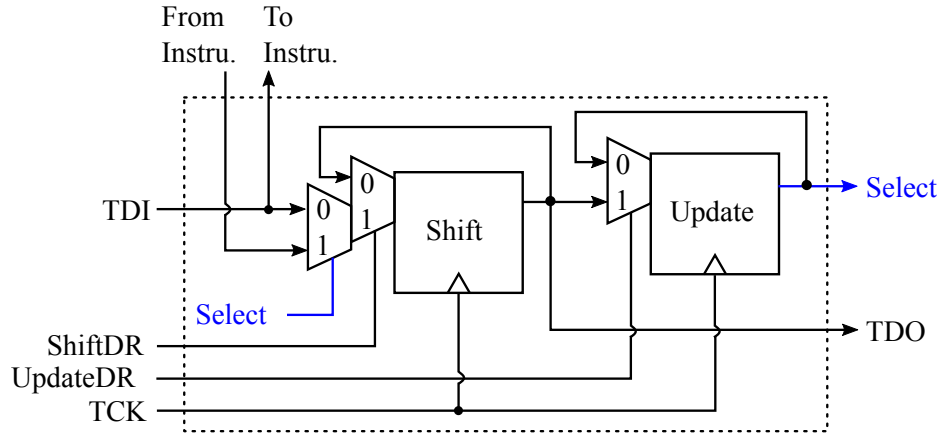 From
Instru.
To
Instru.
TDI
0
1
0
1
Shift
0
1
Update
Select
Select
TDO
ShiftDR
UpdateDR
TCK